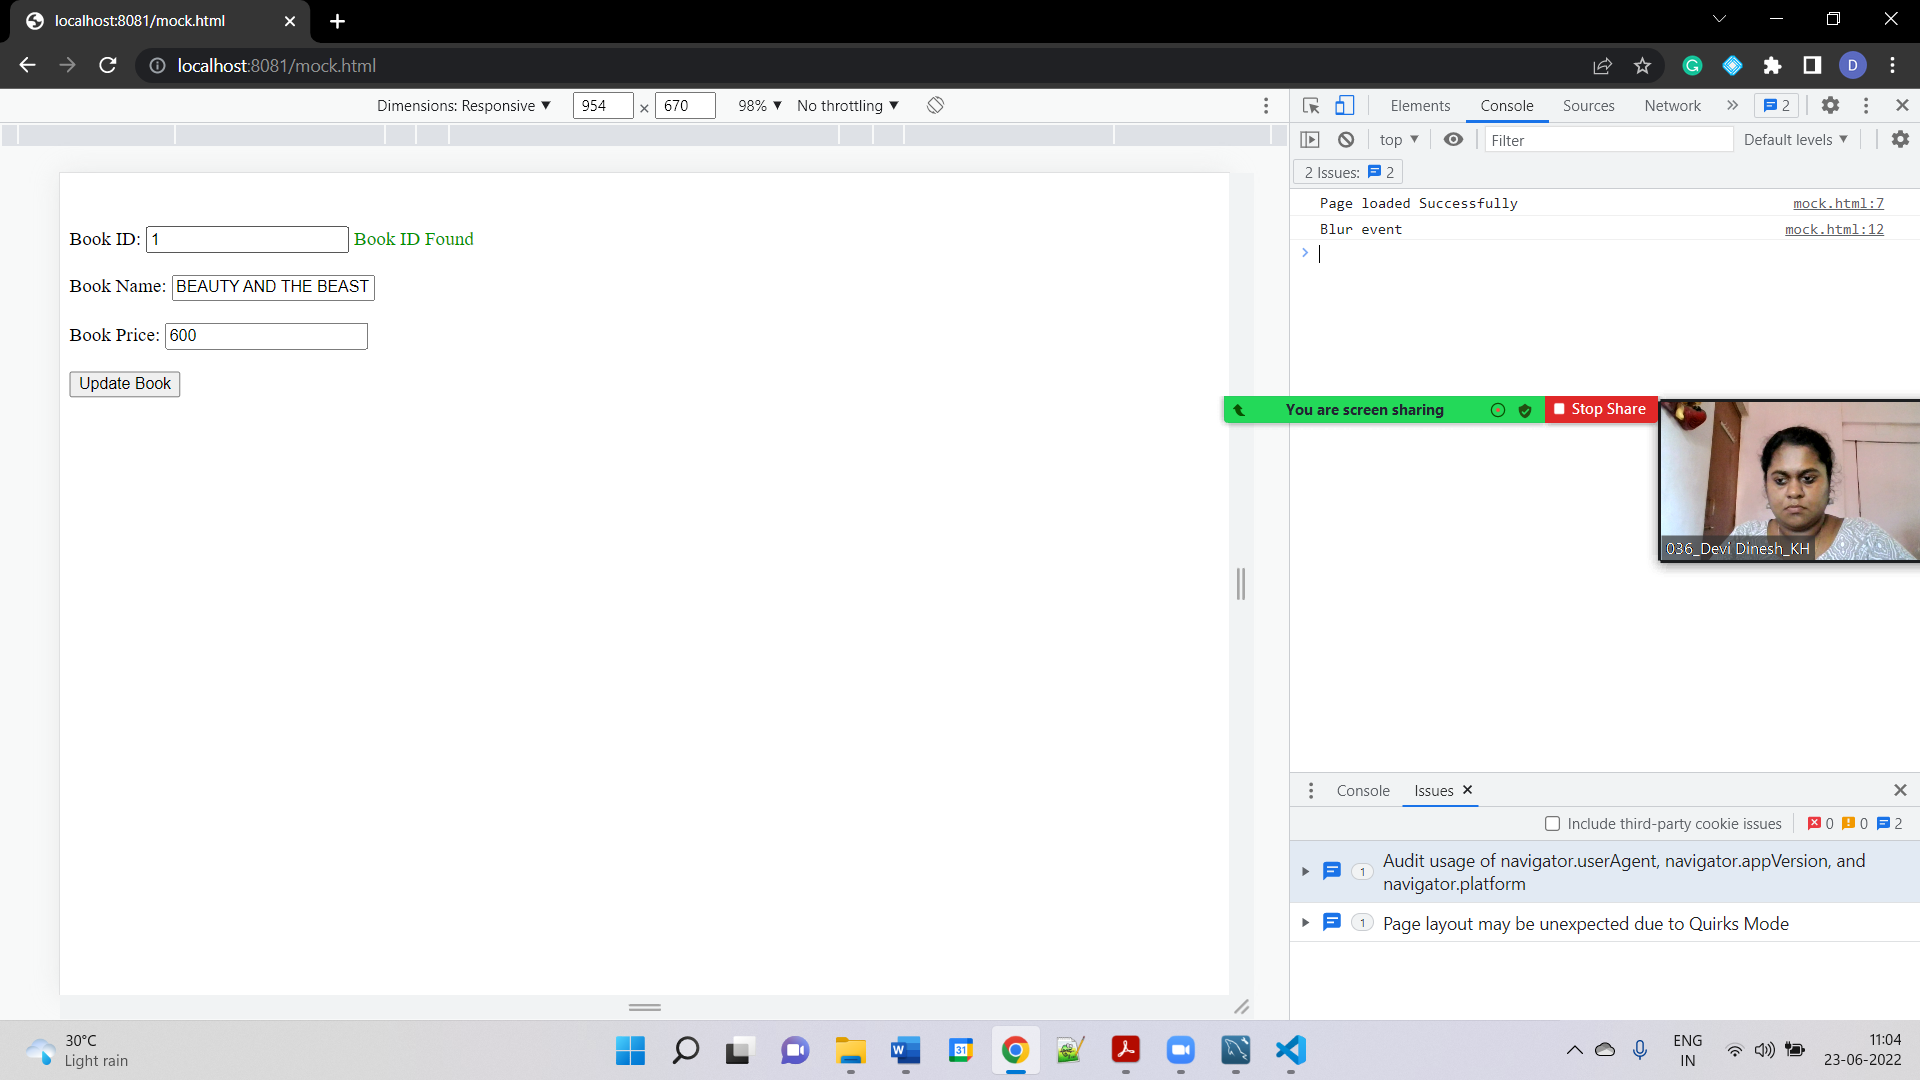 localhost:8081/mock.html
localhost:8081/mock.html
D
Dimensions: Responsive 954 × 670 98% No throttling
Elements Console Sources Network » 2
top Filter Default levels
2 Issues: 2
Page loaded Successfully mock.html:7
Blur event mock.html:12
Book ID: 1 Book ID Found
Book Name: BEAUTY AND THE BEAST
Book Price: 600
Update Book
You are screen sharing Stop Share
036_Devi Dinesh_KH
Console Issues
Include third-party cookie issues 0 0 2
1 Audit usage of navigator.userAgent, navigator.appVersion, and
navigator.platform
1 Page layout may be unexpected due to Quirks Mode
30°C
Light rain
W
31
ENG
IN
11:04
23-06-2022